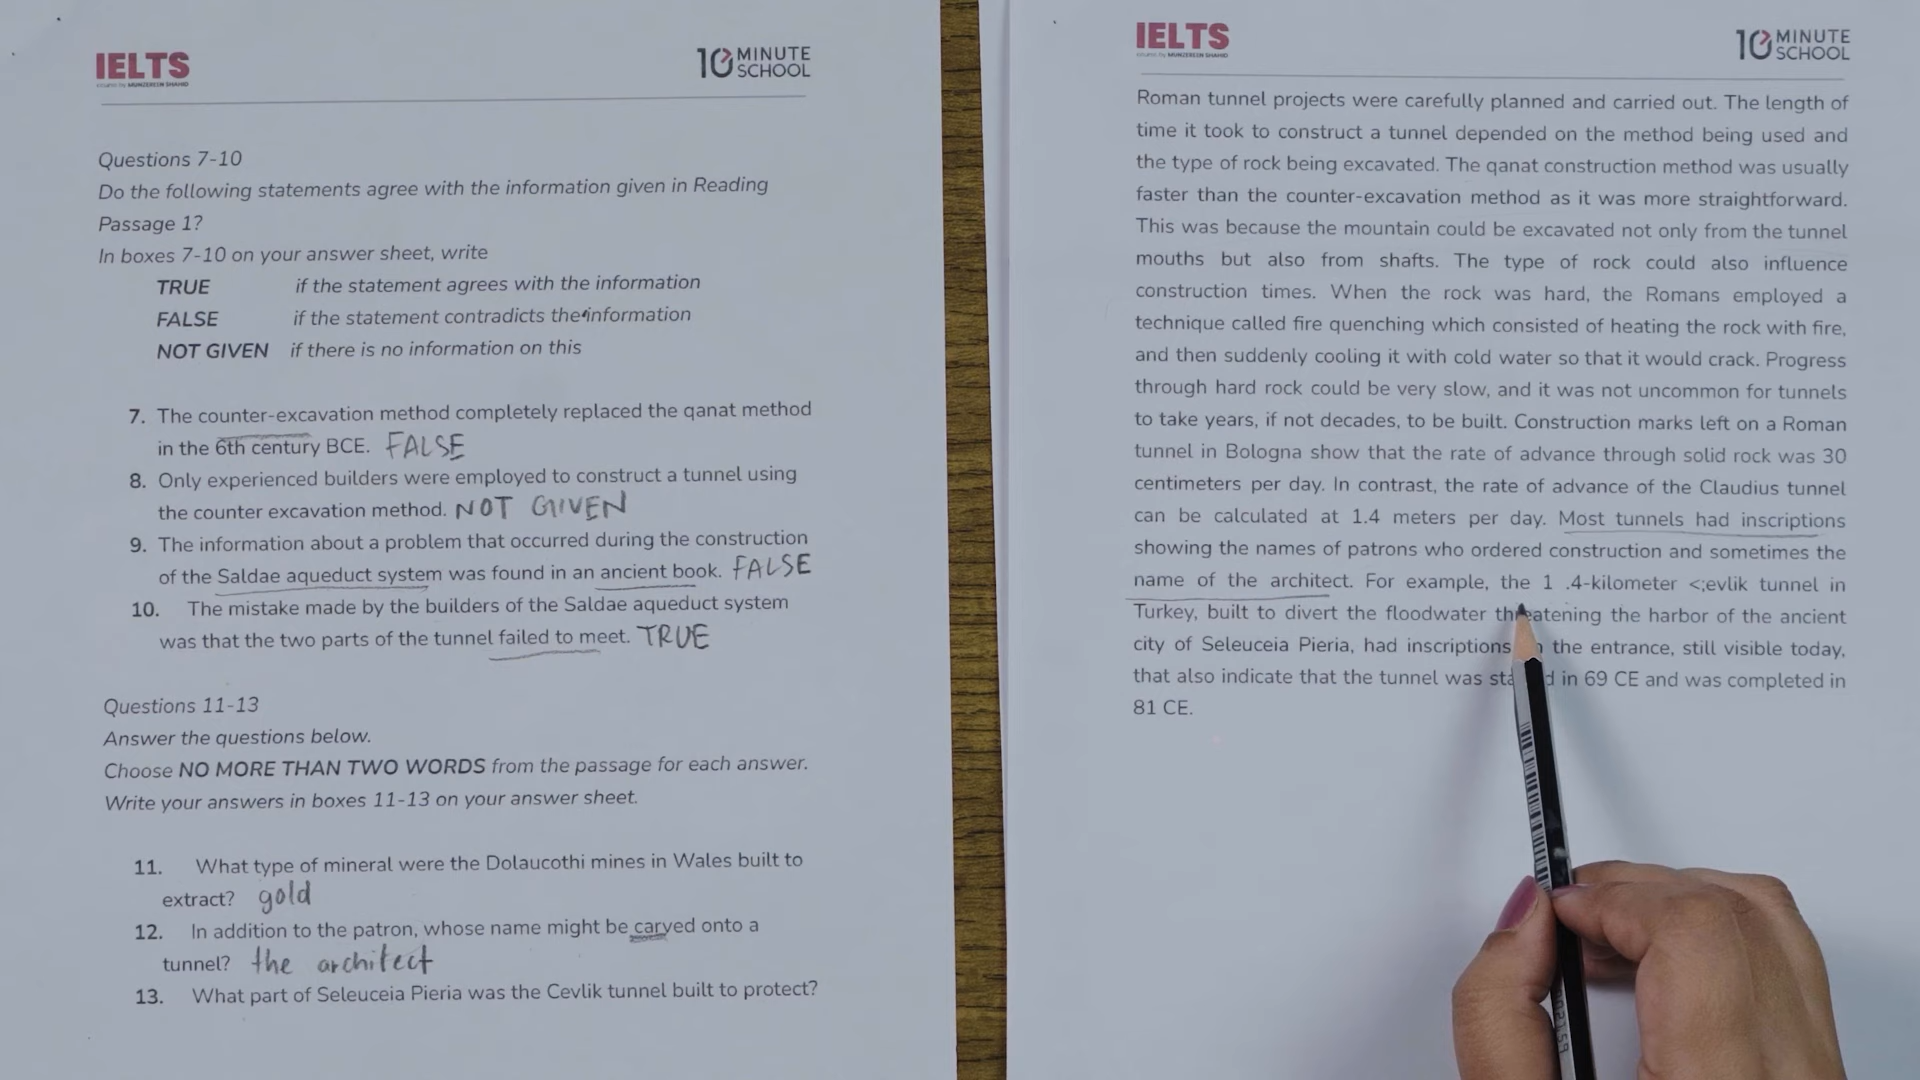 IELTS
10 MINUTE SCHOOL
Questions 7-10
Do the following statements agree with the information given in Reading
Passage 1?
In boxes 7-10 on your answer sheet, write
TRUE if the statement agrees with the information
FALSE if the statement contradicts the information
NOT GIVEN if there is no information on this
7. The counter-excavation method completely replaced the qanat method
in the 6th century BCE. FALSE
8. Only experienced builders were employed to construct a tunnel using
the counter excavation method. NOT GIVEN
9. The information about a problem that occurred during the construction
of the Saldae aqueduct system was found in an ancient book. FALSE
10. The mistake made by the builders of the Saldae aqueduct system
was that the two parts of the tunnel failed to meet. TRUE
Questions 11-13
Answer the questions below.
Choose NO MORE THAN TWO WORDS from the passage for each answer.
Write your answers in boxes 11-13 on your answer sheet.
11. What type of mineral were the Dolaucothi mines in Wales built to
extract? gold
12. In addition to the patron, whose name might be carved onto a
tunnel? the architect
13. What part of Seleuceia Pieria was the Cevlik tunnel built to protect?
IELTS
10 MINUTE SCHOOL
Roman tunnel projects were carefully planned and carried out. The length of
time it took to construct a tunnel depended on the method being used and
the type of rock being excavated. The qanat construction method was usually
faster than the counter-excavation method as it was more straightforward.
This was because the mountain could be excavated not only from the tunnel
mouths but also from shafts. The type of rock could also influence
construction times. When the rock was hard, the Romans employed a
technique called fire quenching which consisted of heating the rock with fire,
and then suddenly cooling it with cold water so that it would crack. Progress
through hard rock could be very slow, and it was not uncommon for tunnels
to take years, if not decades, to be built. Construction marks left on a Roman
tunnel in Bologna show that the rate of advance through solid rock was 30
centimeters per day. In contrast, the rate of advance of the Claudius tunnel
can be calculated at 1.4 meters per day. Most tunnels had inscriptions
showing the names of patrons who ordered construction and sometimes the
name of the architect. For example, the 1 .4-kilometer <;evlik tunnel in
Turkey, built to divert the floodwater threatening the harbor of the ancient
city of Seleuceia Pieria, had inscriptions the entrance, still visible today,
that also indicate that the tunnel was in 69 CE and was completed in
81 CE.